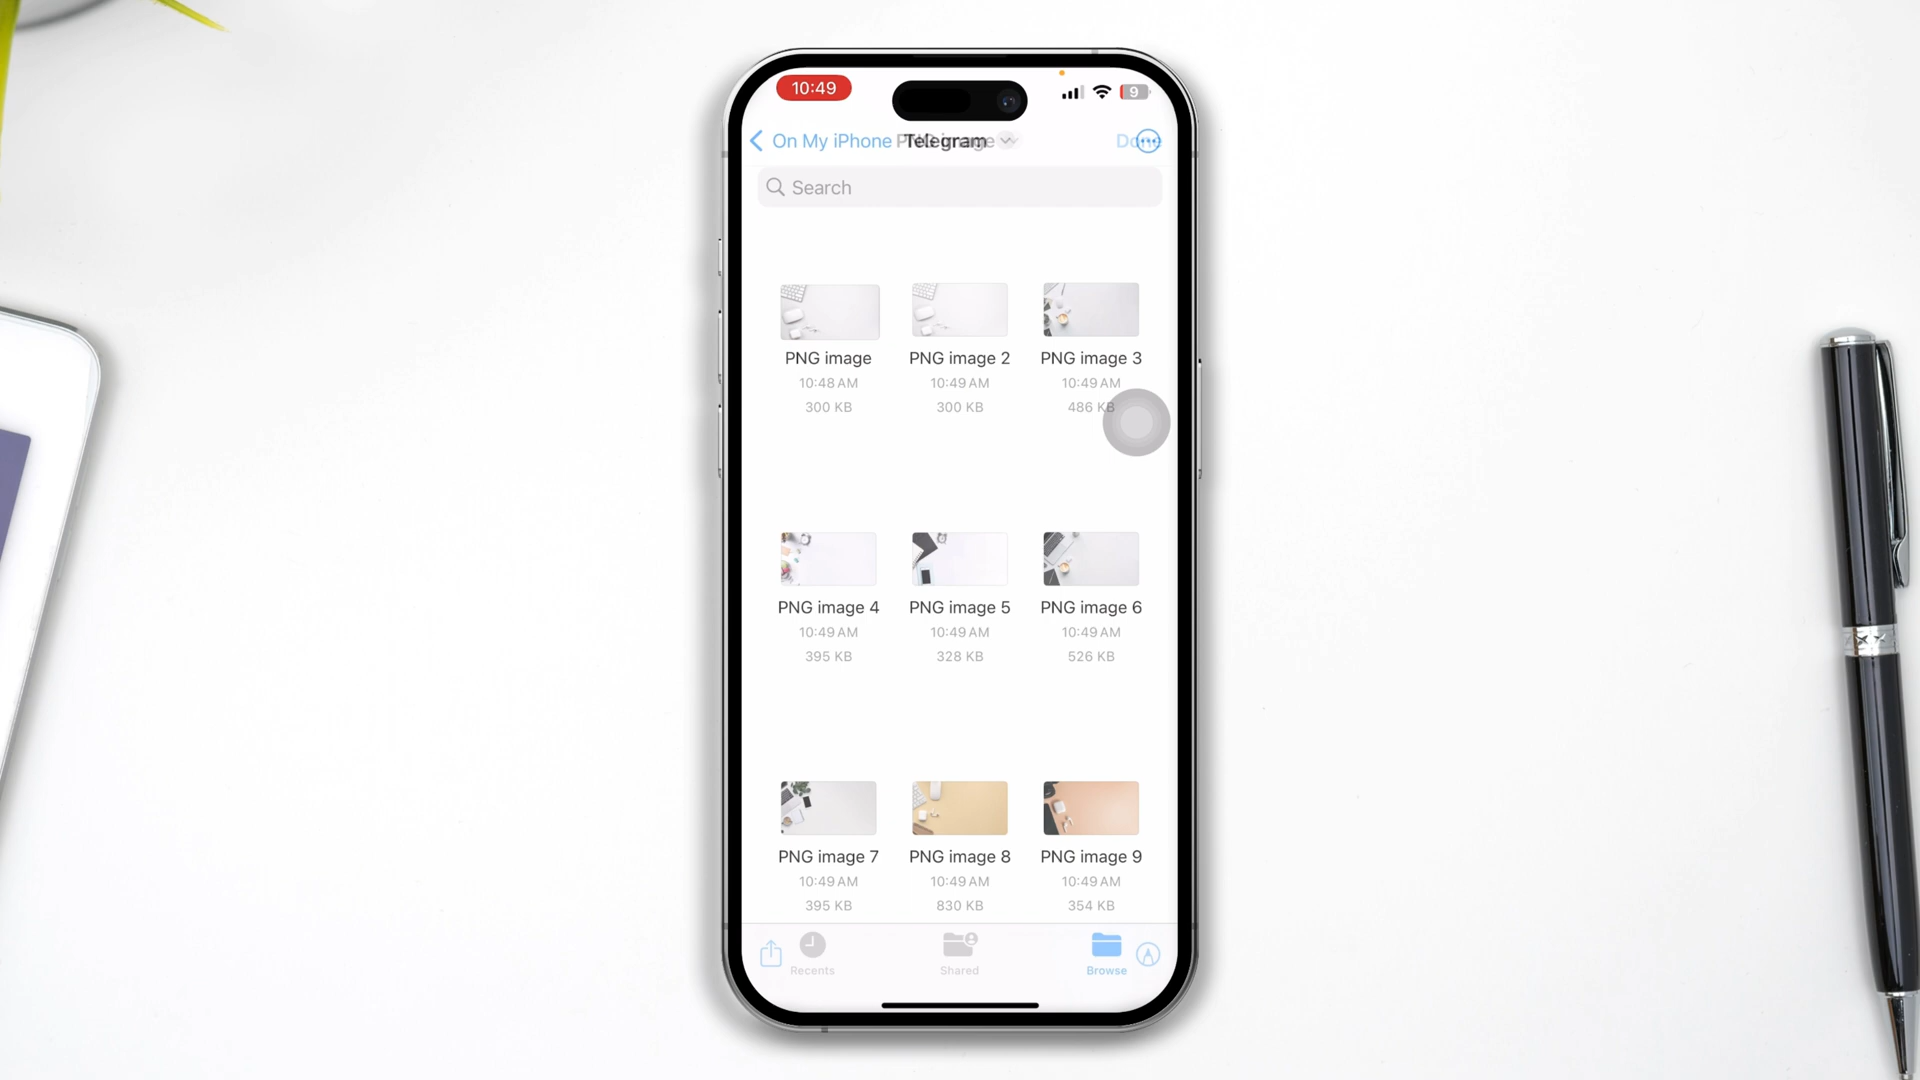 10:49
9
On My iPhone PNG image Telegram Done
Search
PNG image PNG image 2 PNG image 3
10:48 AM 10:49 AM 10:49 AM
300 KB 300 KB 486 KB
PNG image 4 PNG image 5 PNG image 6
10:49 AM 10:49 AM 10:49 AM
395 KB 328 KB 526 KB
PNG image 7 PNG image 8 PNG image 9
10:49 AM 10:49 AM 10:49 AM
395 KB 830 KB 354 KB
Recents Shared Browse